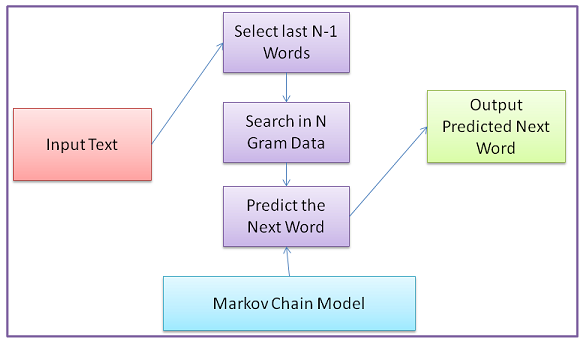 Input Text
Select last N-1
Words
Search in N
Gram Data
Predict the
Next Word
Output
Predicted Next
Word
Markov Chain Model